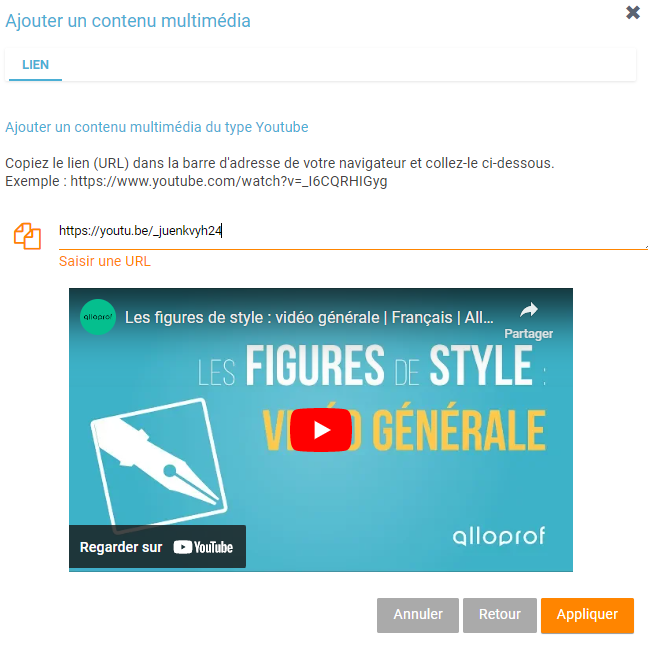 Ajouter un contenu multimédia
✖
LIEN
Ajouter un contenu multimédia du type Youtube
Copiez le lien (URL) dans la barre d'adresse de votre navigateur et collez-le ci-dessous.
Exemple : https://www.youtube.com/watch?v=_I6CQRHIGyg
https://youtu.be/_juenkvyh24
Saisir une URL
alloprof
Les figures de style : vidéo générale | Français | All...
Partager
LES FIGURES DE STYLE :
VIDÉO GÉNÉRALE
alloprof
Regarder sur YouTube
Annuler
Retour
Appliquer